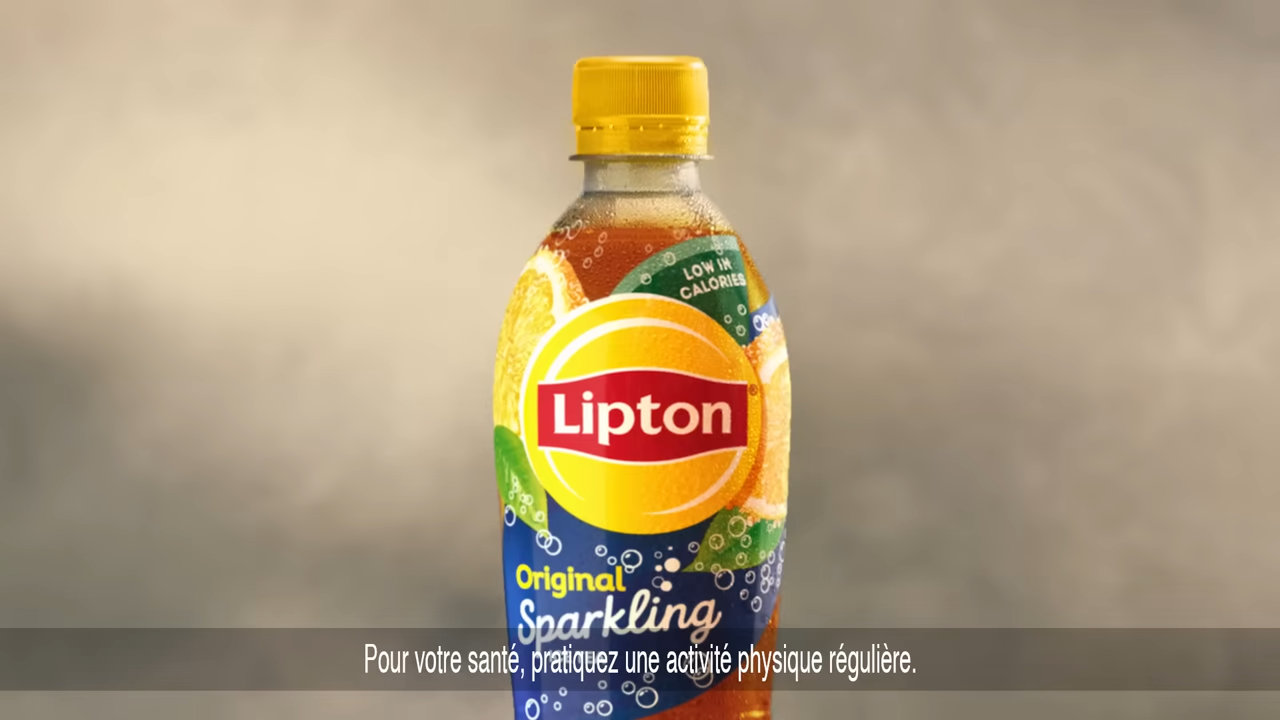 LOW IN
CALORIES
Lipton
®
Original
Sparkling
Pour votre santé, pratiquez une activité physique régulière.